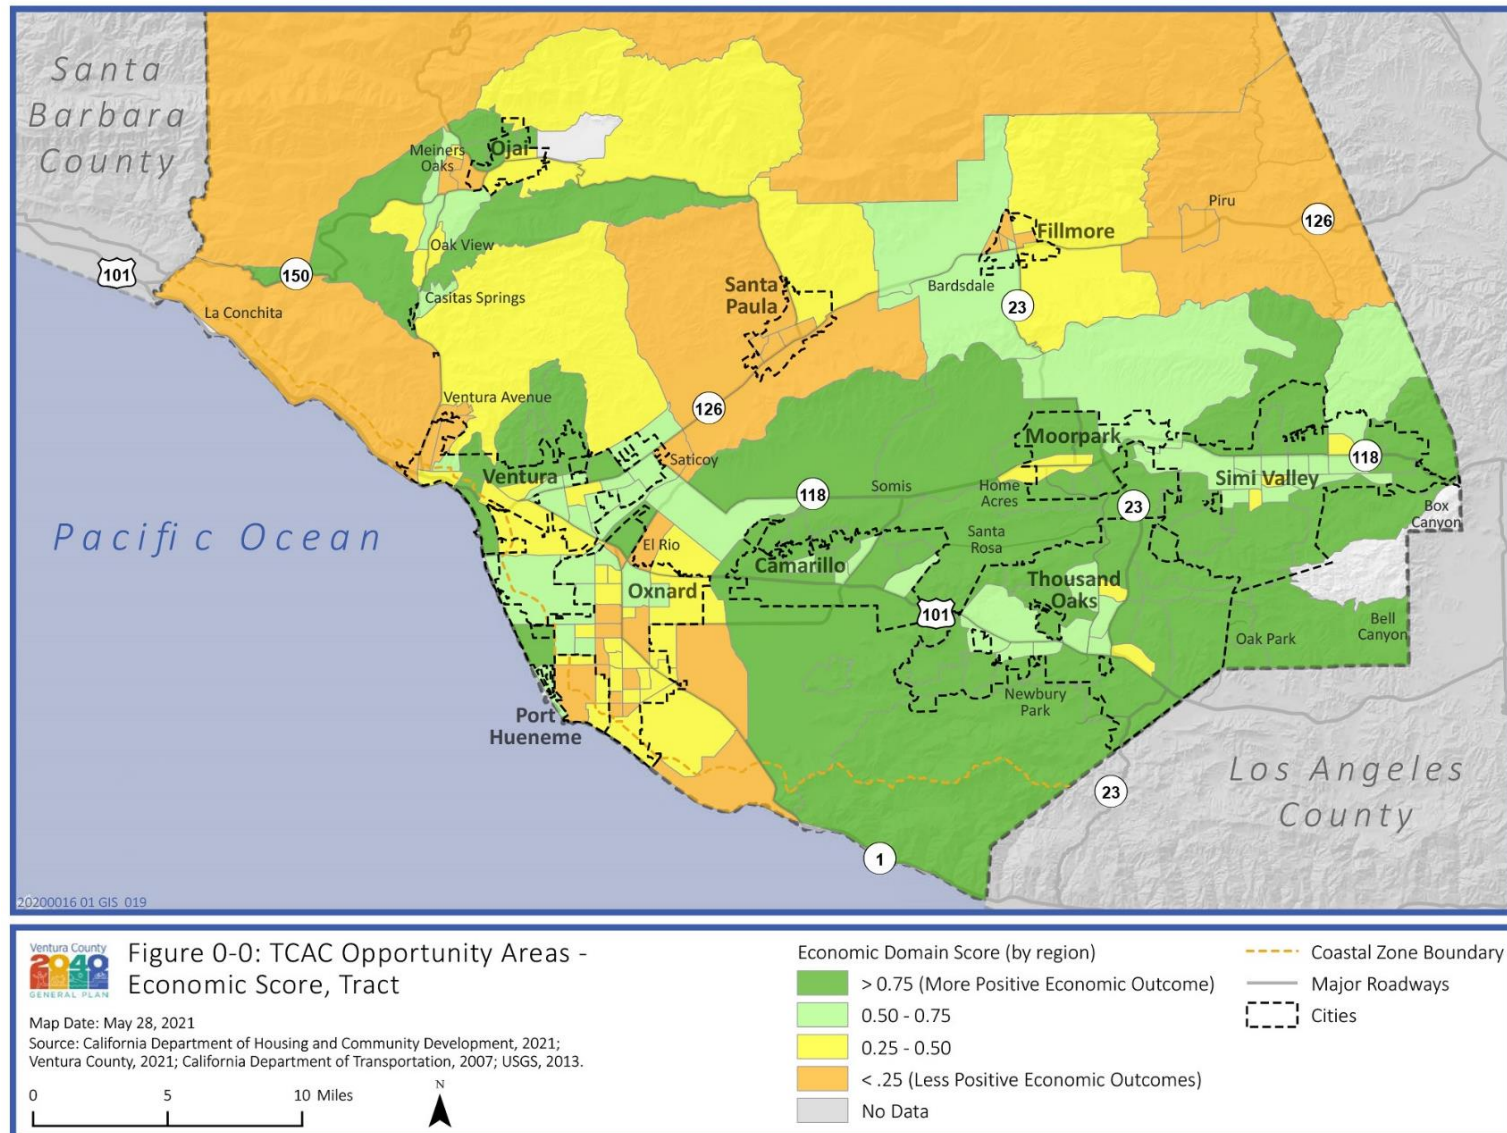 Santa
Barbara
County
Meiners
Oaks
Ojai
Piru
126
Fillmore
Oak View
101
150
Santa
Paula
Bardsdale
23
Casitas Springs
La Conchita
Ventura Avenue
126
Moorpark
Saticoy
118
Ventura
Simi Valley
118
Somis
Home
Acres
23
Box
Canyon
Pacific Ocean
El Rio
Santa
Rosa
Camarillo
Thousand
Oaks
Oxnard
101
Bell
Canyon
Oak Park
Newbury
Park
Port
Hueneme
Los Angeles
County
23
1
20200016 01 GIS 019
Ventura County
2040
GENERAL PLAN
Figure 0-0: TCAC Opportunity Areas -
Economic Score, Tract
Map Date: May 28, 2021
Source: California Department of Housing and Community Development, 2021;
Ventura County, 2021; California Department of Transportation, 2007; USGS, 2013.
0 5 10 Miles
N
Economic Domain Score (by region)
> 0.75 (More Positive Economic Outcome)
0.50 - 0.75
0.25 - 0.50
< .25 (Less Positive Economic Outcomes)
No Data
Coastal Zone Boundary
Major Roadways
Cities